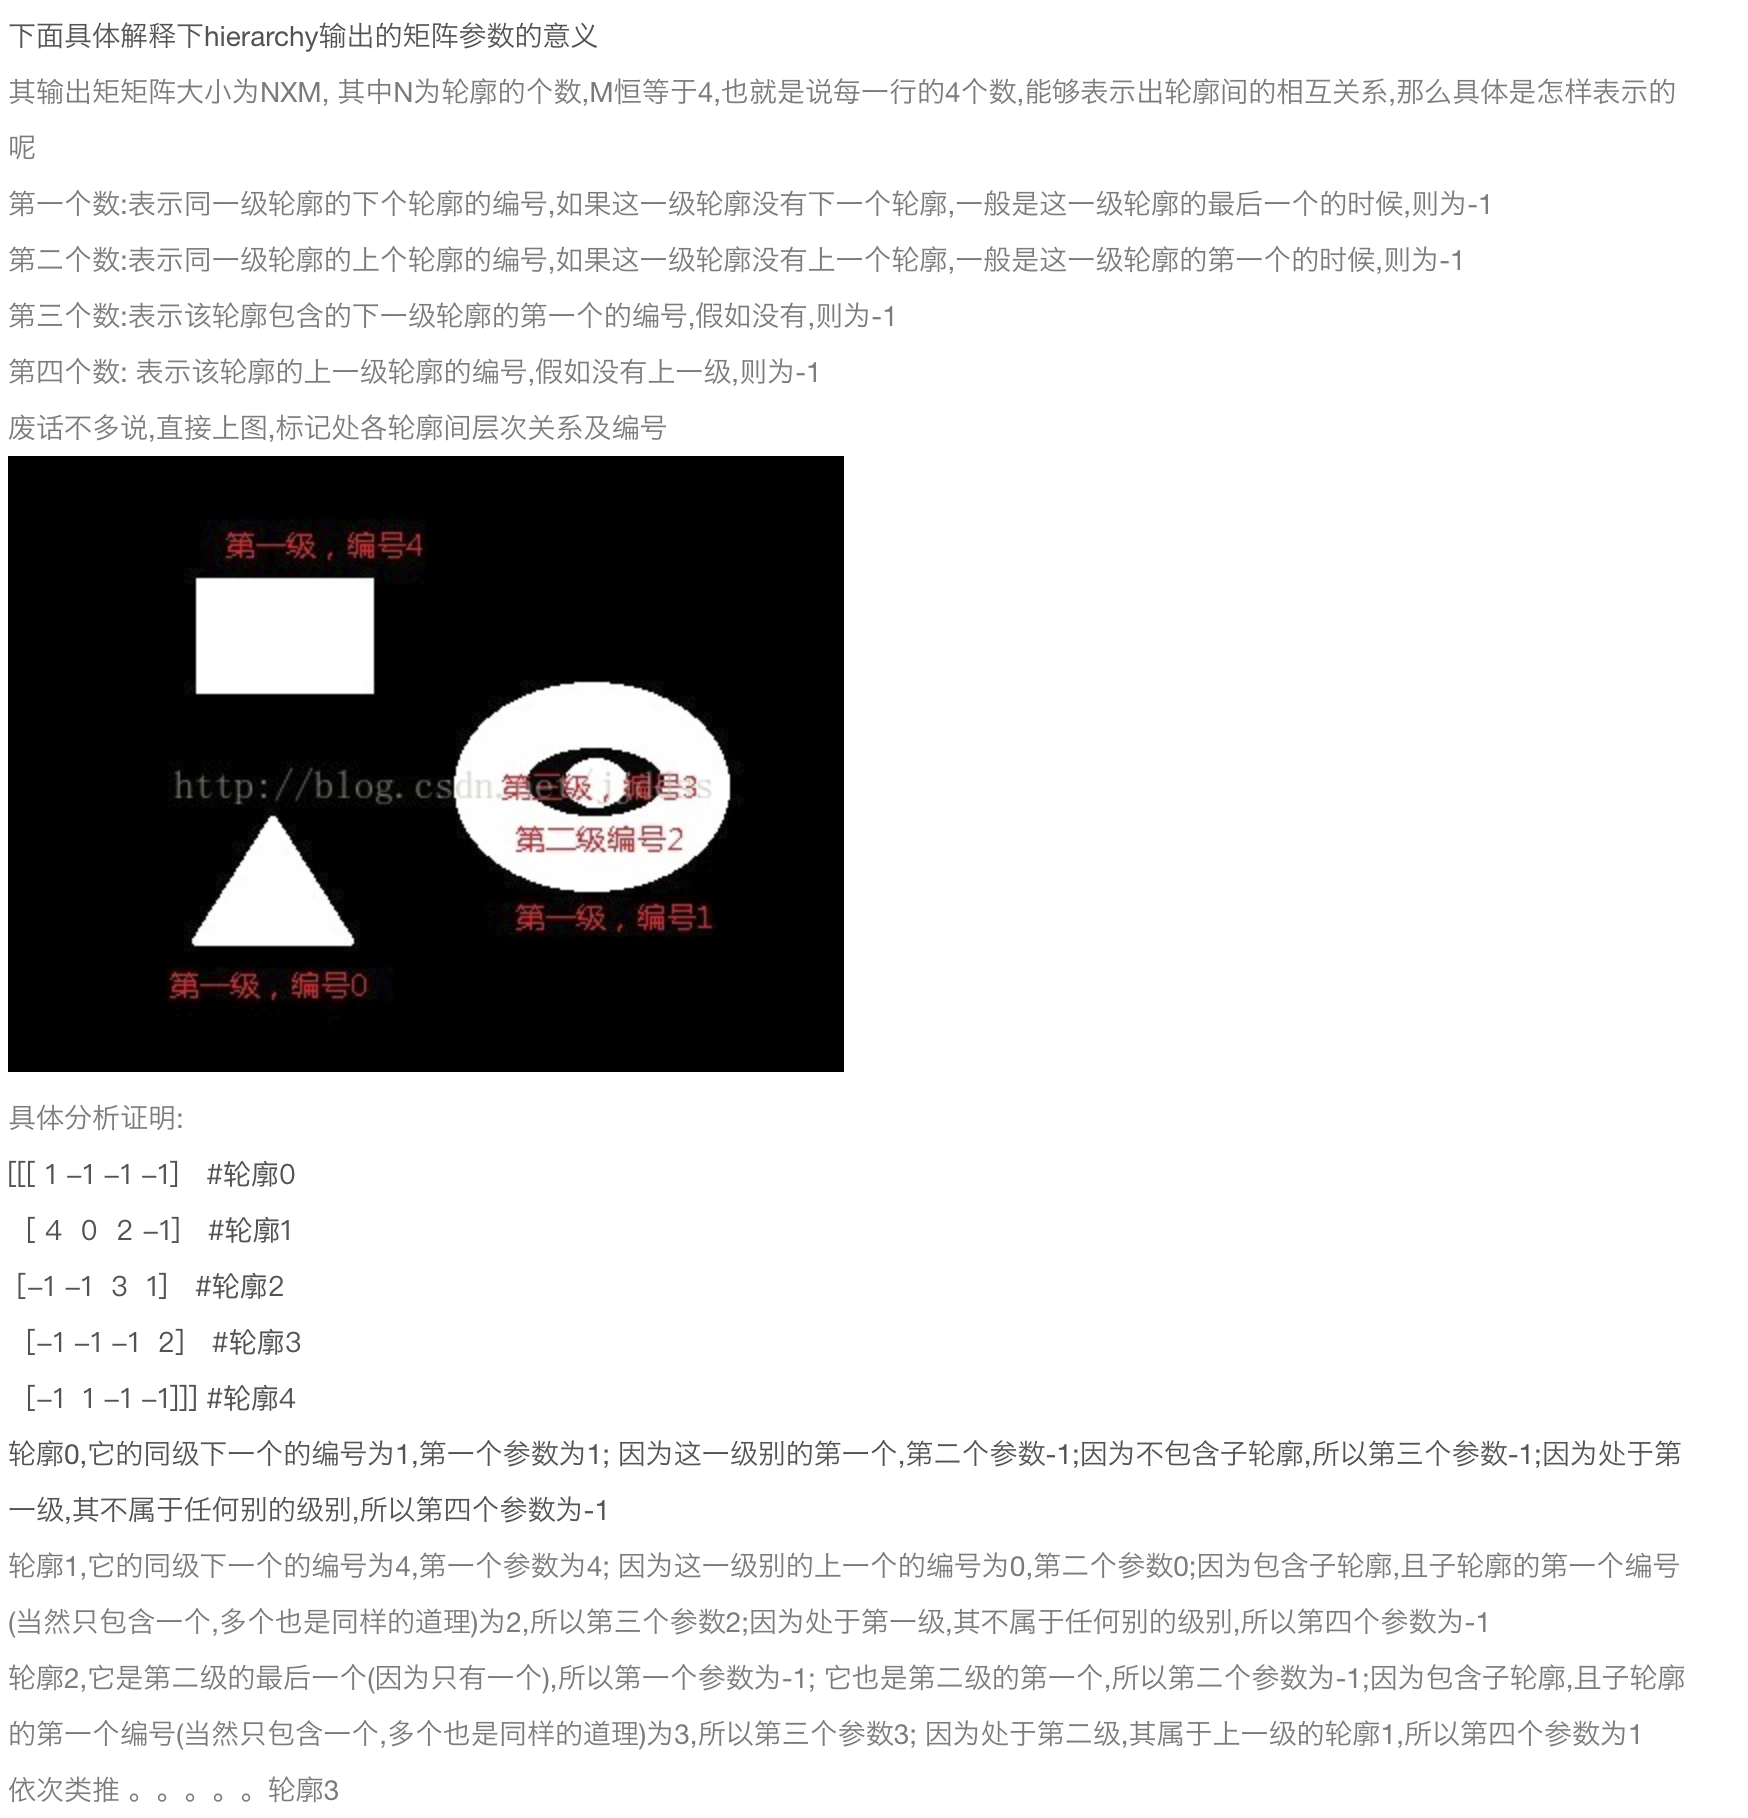 下面具体解释下hierarchy输出的矩阵参数的意义
其输出矩矩阵大小为NXM, 其中N为轮廓的个数,M恒等于4,也就是说每一行的4个数,能够表示出轮廓间的相互关系,那么具体是怎样表示的
呢
第一个数:表示同一级轮廓的下个轮廓的编号,如果这一级轮廓没有下一个轮廓,一般是这一级轮廓的最后一个的时候,则为-1
第二个数:表示同一级轮廓的上个轮廓的编号,如果这一级轮廓没有上一个轮廓,一般是这一级轮廓的第一个的时候,则为-1
第三个数:表示该轮廓包含的下一级轮廓的第一个的编号,假如没有,则为-1
第四个数: 表示该轮廓的上一级轮廓的编号,假如没有上一级,则为-1
废话不多说,直接上图,标记处各轮廓间层次关系及编号
第一级，编号4
http://blog.csdn.net/
第三级，编号3
第二级编号2
第一级，编号1
第一级，编号0
具体分析证明:
[[[ 1 –1 –1 –1] #轮廓0
[ 4 0 2 –1] #轮廓1
[–1 –1 3 1] #轮廓2
[–1 –1 –1 2] #轮廓3
[–1 1 –1 –1]]] #轮廓4
轮廓0,它的同级下一个的编号为1,第一个参数为1; 因为这一级别的第一个,第二个参数-1;因为不包含子轮廓,所以第三个参数-1;因为处于第
一级,其不属于任何别的级别,所以第四个参数为-1
轮廓1,它的同级下一个的编号为4,第一个参数为4; 因为这一级别的上一个的编号为0,第二个参数0;因为包含子轮廓,且子轮廓的第一个编号
(当然只包含一个,多个也是同样的道理)为2,所以第三个参数2;因为处于第一级,其不属于任何别的级别,所以第四个参数为-1
轮廓2,它是第二级的最后一个(因为只有一个),所以第一个参数为-1; 它也是第二级的第一个,所以第二个参数为-1;因为包含子轮廓,且子轮廓
的第一个编号(当然只包含一个,多个也是同样的道理)为3,所以第三个参数3; 因为处于第二级,其属于上一级的轮廓1,所以第四个参数为1
依次类推 。。。。。轮廓3